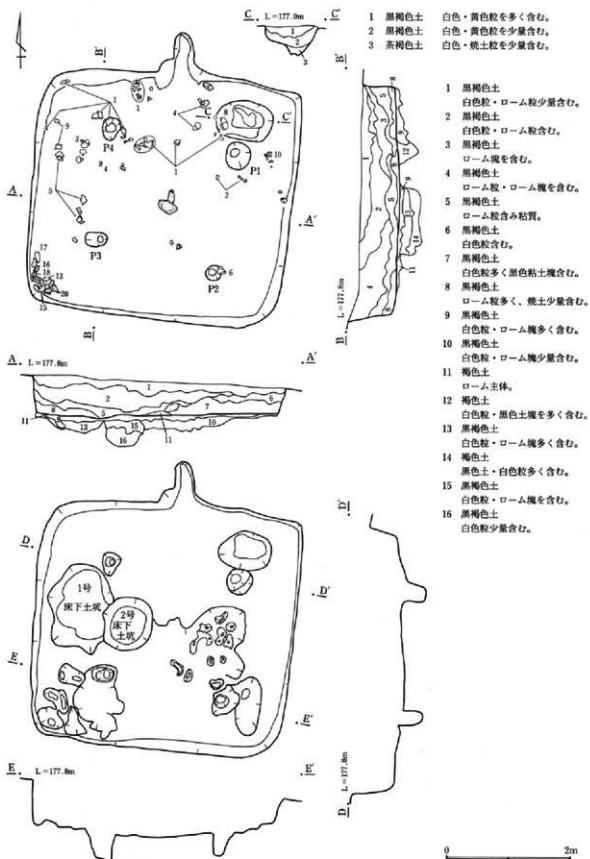 C . L=177.0m C' .
1 黒褐色土 白色・黄色粒を多く含む。
2 黒褐色土 白色・黄色粒を少量含む。
3 茶褐色土 白色・焼土粒を少量含む。
1 黒褐色土
白色粒・ローム粒少量含む。
2 黒褐色土
白色粒・ローム粒含む。
3 黒褐色土
ローム塊を含む。
4 黒褐色土
ローム粒・ローム塊を含む。
5 黒褐色土
ローム粒含み粘質。
6 黒褐色土
白色粒含む。
7 黒褐色土
白色粒多く黒色粘土塊含む。
8 黒褐色土
ローム粒多く、焼土少量含む。
9 黒褐色土
白色粒・ローム塊多く含む。
10 黒褐色土
白色粒・ローム塊少量含む。
11 褐色土
ローム主体。
12 褐色土
白色粒・黒色土塊を多く含む。
13 黒褐色土
白色粒・ローム塊多く含む。
14 褐色土
黒色土・白色粒多く含む。
15 黒褐色土
白色粒・ローム塊を含む。
16 黒褐色土
白色粒少量含む。
B'
C
C'
P4
P1
A
A'
P3
P2
B
B'
L=177.8m
B
A . L=177.8m
A'
D
D'
1号
床下土坑
2号
床下
土坑
E
E'
D'
L=177.8m
D
E . L=177.8m
E'
0 2m